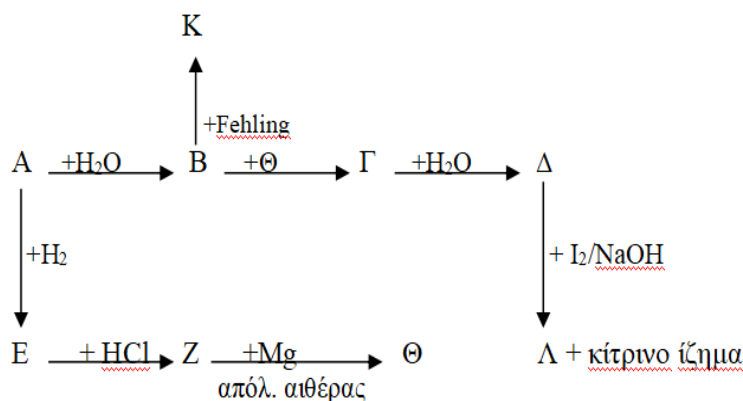 Κ
+Fehling
Α +H₂O Β +Θ Γ +H₂O Δ
+H₂ + I₂/NaOH
Ε + HCl Ζ +Mg Θ Λ + κίτρινο ίζημα
απόλ. αιθέρας